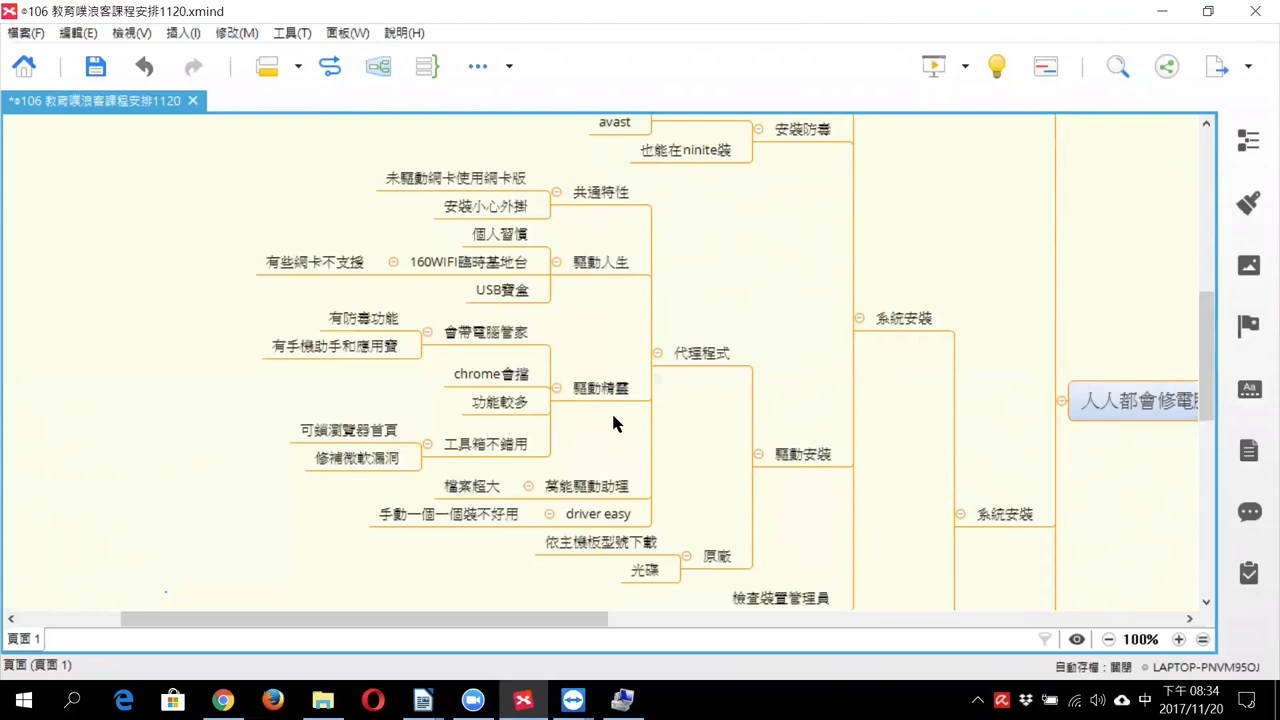 106 教育噗浪客課程安排1120.xmind
檔案(F) 編輯(E) 檢視(V) 插入(I) 修改(M) 工具(T) 面板(W) 說明(H)
*106 教育噗浪客課程安排1120
avast
安裝防毒
也能在ninite裝
未驅動網卡使用網卡版
共通特性
安裝小心外掛
個人習慣
有些網卡不支援
160WIFI臨時基地台
驅動人生
USB寶盒
有防毒功能
會帶電腦管家
系統安裝
有手機助手和應用寶
代理程式
chrome會擋
驅動精靈
功能較多
人人都會修電腦
可鎖瀏覽器首頁
工具箱不錯用
修補微軟漏洞
驅動安裝
檔案超大
萬能驅動助理
手動一個一個裝不好用
driver easy
系統安裝
依主機板型號下載
原廠
光碟
檢查裝置管理員
頁面 1
100%
頁面 (頁面 1)
自動存檔：關閉
LAPTOP-PNVM95OJ
中
下午 08:34
2017/11/20